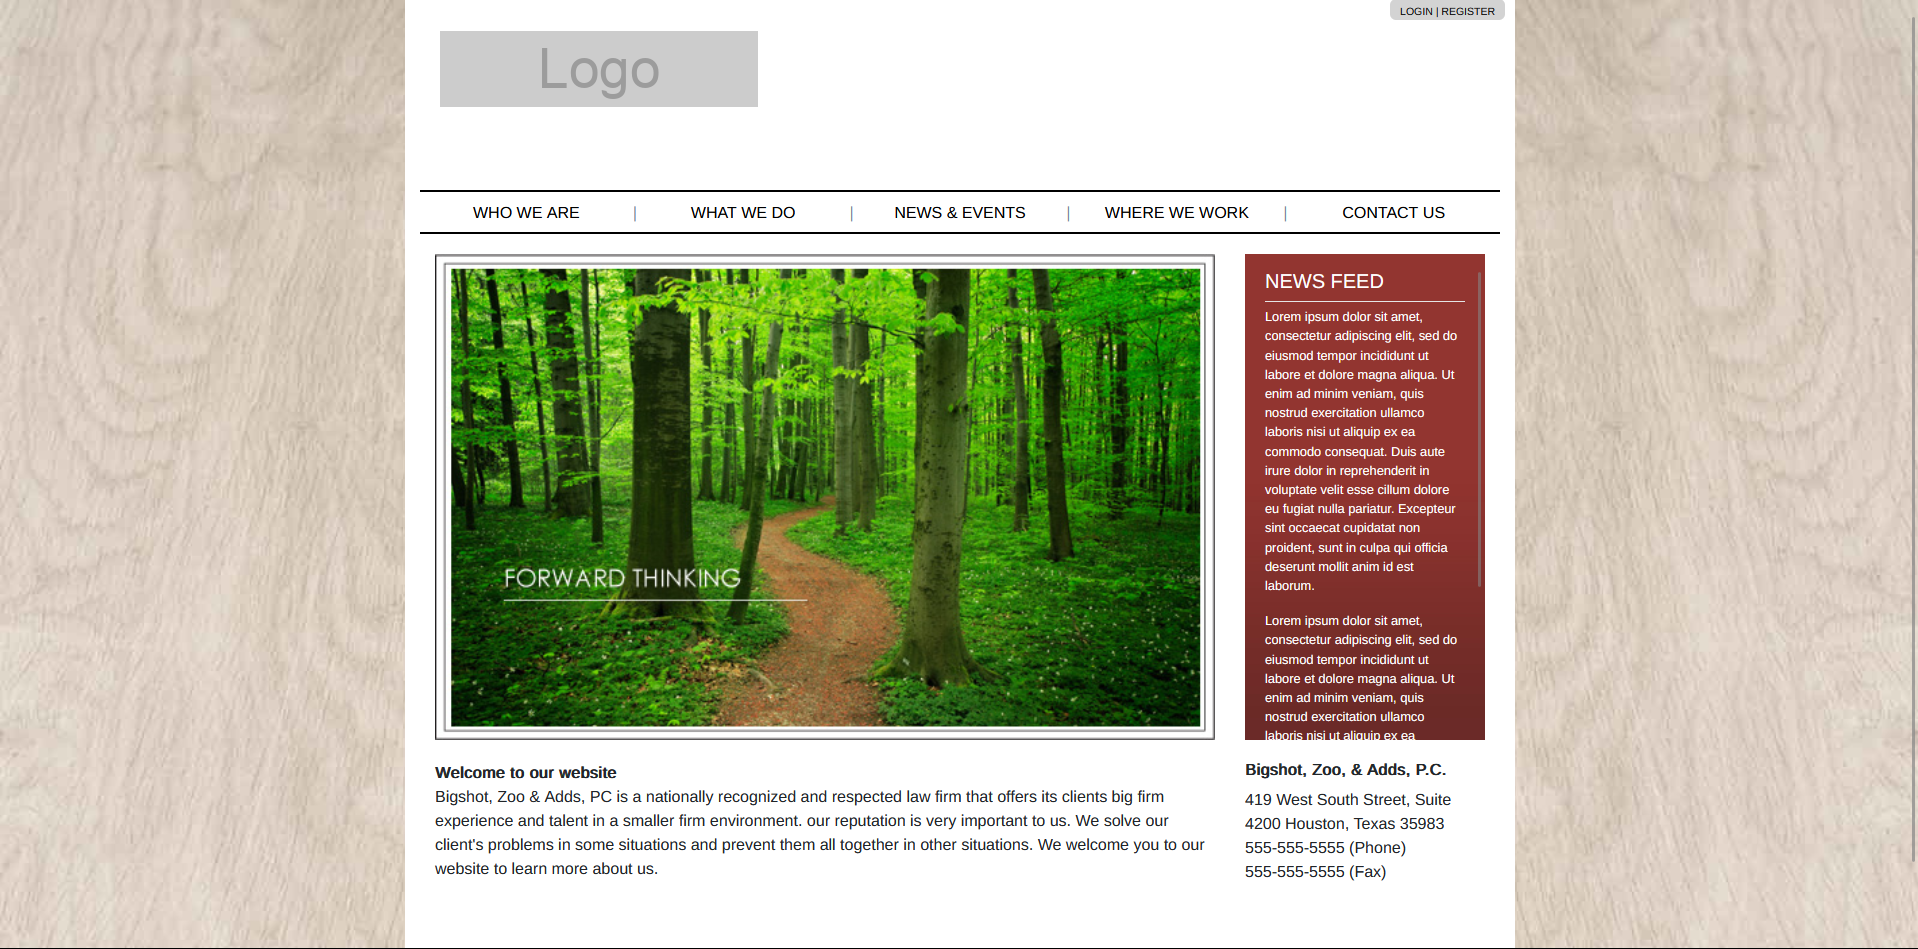 LOGIN | REGISTER
Logo
WHO WE ARE | WHAT WE DO | NEWS & EVENTS | WHERE WE WORK | CONTACT US
FORWARD THINKING
NEWS FEED
Lorem ipsum dolor sit amet,
consectetur adipiscing elit, sed do
eiusmod tempor incididunt ut
labore et dolore magna aliqua. Ut
enim ad minim veniam, quis
nostrud exercitation ullamco
laboris nisi ut aliquip ex ea
commodo consequat. Duis aute
irure dolor in reprehenderit in
voluptate velit esse cillum dolore
eu fugiat nulla pariatur. Excepteur
sint occaecat cupidatat non
proident, sunt in culpa qui officia
deserunt mollit anim id est
laborum.
Lorem ipsum dolor sit amet,
consectetur adipiscing elit, sed do
eiusmod tempor incididunt ut
labore et dolore magna aliqua. Ut
enim ad minim veniam, quis
nostrud exercitation ullamco
laboris nisi ut aliquip ex ea
Welcome to our website
Bigshot, Zoo & Adds, PC is a nationally recognized and respected law firm that offers its clients big firm
experience and talent in a smaller firm environment. our reputation is very important to us. We solve our
client's problems in some situations and prevent them all together in other situations. We welcome you to our
website to learn more about us.
Bigshot, Zoo, & Adds, P.C.
419 West South Street, Suite
4200 Houston, Texas 35983
555-555-5555 (Phone)
555-555-5555 (Fax)